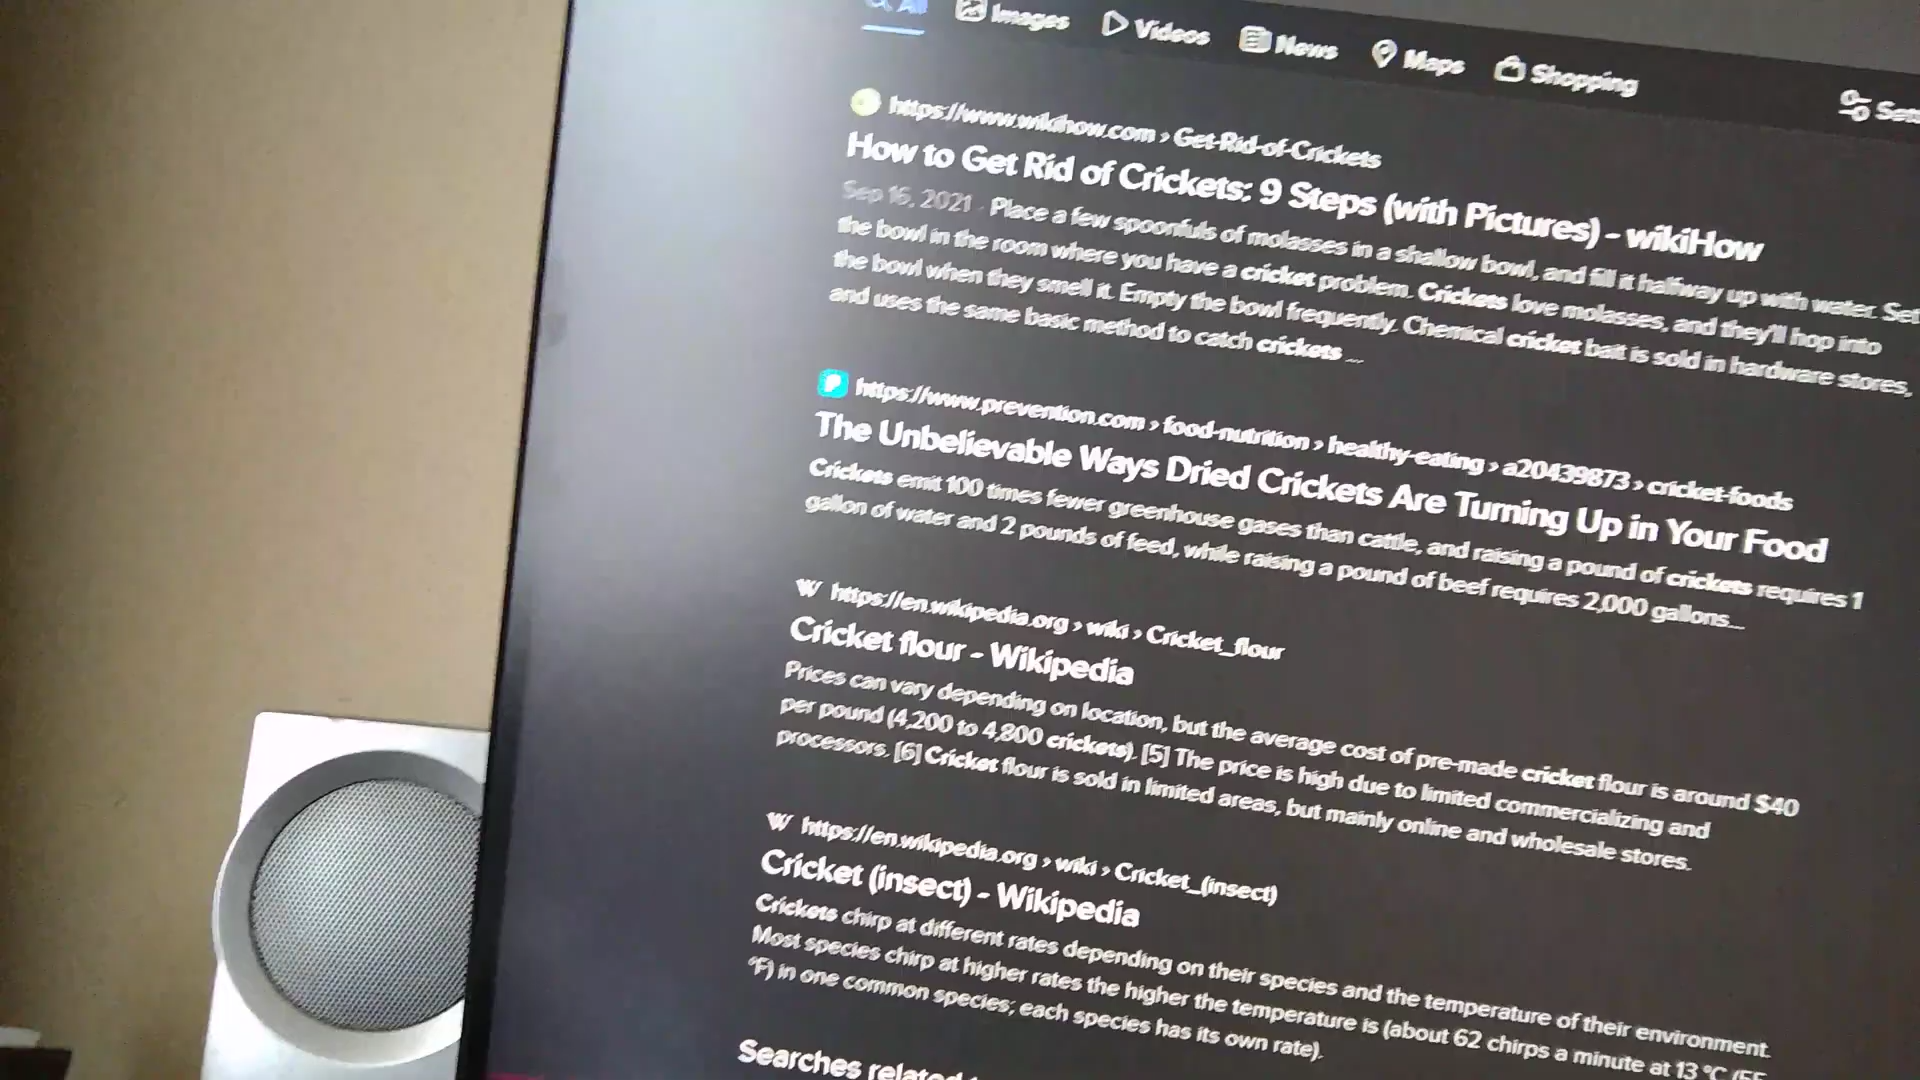 All
Images
Videos
News
Maps
Shopping
https://www.wikihow.com › Get-Rid-of-Crickets
How to Get Rid of Crickets: 9 Steps (with Pictures) - wikiHow
Sep 16, 2021 · Place a few spoonfuls of molasses in a shallow bowl, and fill it halfway up with water. Set
the bowl in the room where you have a cricket problem. Crickets love molasses, and they'll hop into
the bowl when they smell it. Empty the bowl frequently. Chemical cricket bait is sold in hardware stores,
and uses the same basic method to catch crickets ...
https://www.prevention.com › food-nutrition › healthy-eating › a20439873 › cricket-foods
The Unbelievable Ways Dried Crickets Are Turning Up in Your Food
Crickets emit 100 times fewer greenhouse gases than cattle, and raising a pound of crickets requires 1
gallon of water and 2 pounds of feed, while raising a pound of beef requires 2,000 gallons...
W https://en.wikipedia.org › wiki › Cricket_flour
Cricket flour - Wikipedia
Prices can vary depending on location, but the average cost of pre-made cricket flour is around $40
per pound (4,200 to 4,800 crickets). [5] The price is high due to limited commercializing and
processors. [6] Cricket flour is sold in limited areas, but mainly online and wholesale stores.
W https://en.wikipedia.org › wiki › Cricket_(insect)
Cricket (insect) - Wikipedia
Crickets chirp at different rates depending on their species and the temperature of their environment.
Most species chirp at higher rates the higher the temperature is (about 62 chirps a minute at 13 °C (55
°F) in one common species; each species has its own rate).
Searches related